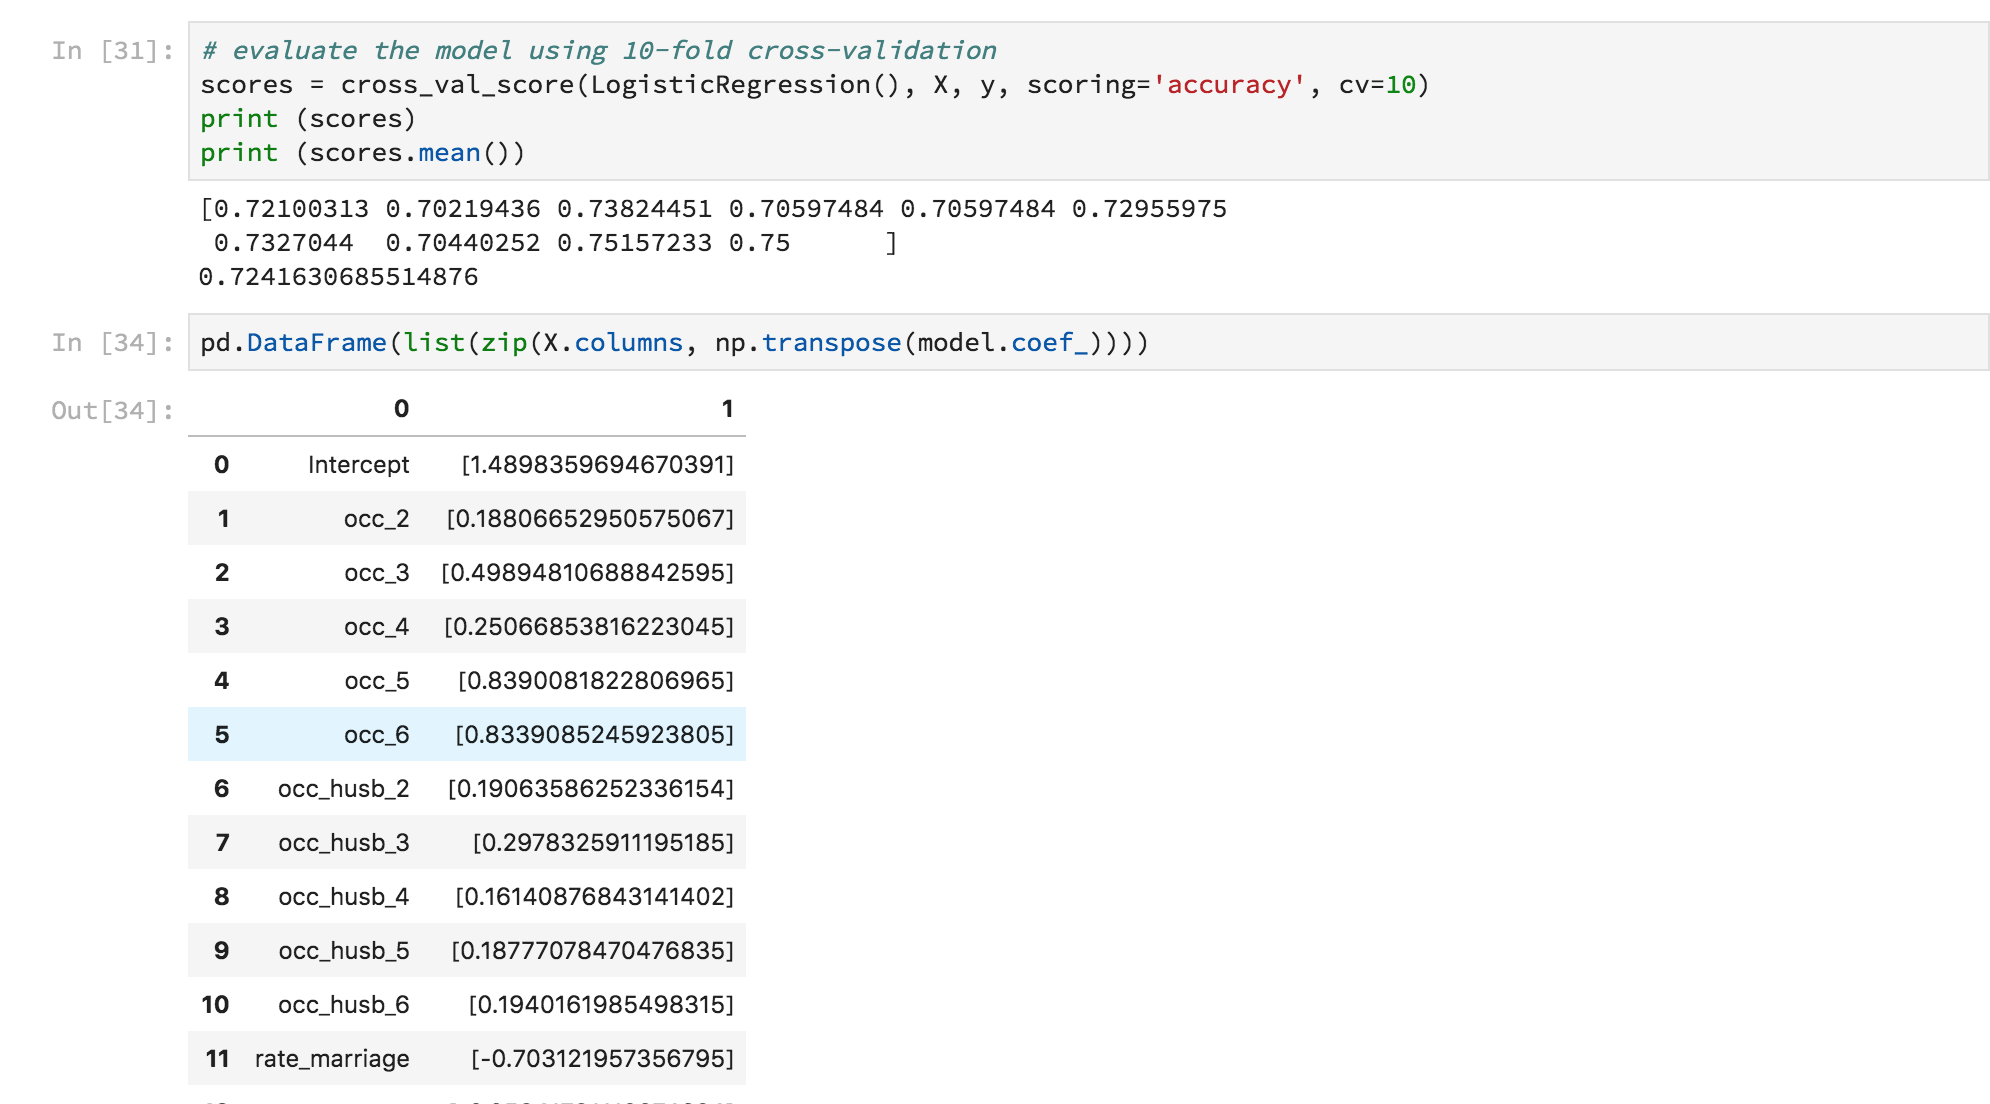 In [31]:
# evaluate the model using 10-fold cross-validation
scores = cross_val_score(LogisticRegression(), X, y, scoring='accuracy', cv=10)
print (scores)
print (scores.mean())
[0.72100313 0.70219436 0.73824451 0.70597484 0.70597484 0.72955975
 0.7327044  0.70440252 0.75157233 0.75      ]
0.7241630685514876
In [34]:
pd.DataFrame(list(zip(X.columns, np.transpose(model.coef_))))
Out[34]:
0 1
0 Intercept [1.4898359694670391]
1 occ_2 [0.18806652950575067]
2 occ_3 [0.49894810688842595]
3 occ_4 [0.25066853816223045]
4 occ_5 [0.8390081822806965]
5 occ_6 [0.8339085245923805]
6 occ_husb_2 [0.19063586252336154]
7 occ_husb_3 [0.2978325911195185]
8 occ_husb_4 [0.16140876843141402]
9 occ_husb_5 [0.18777078470476835]
10 occ_husb_6 [0.1940161985498315]
11 rate_marriage [-0.703121957356795]